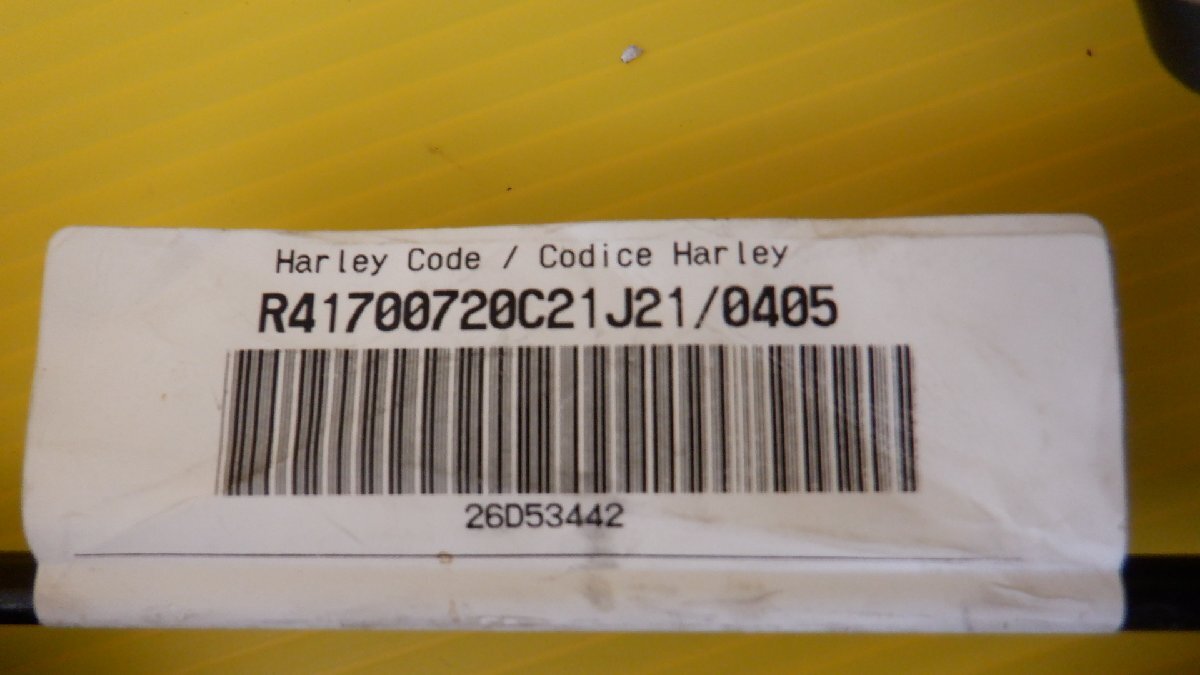 Harley Code / Codice Harley
R41700720C21J21/0405
26D53442